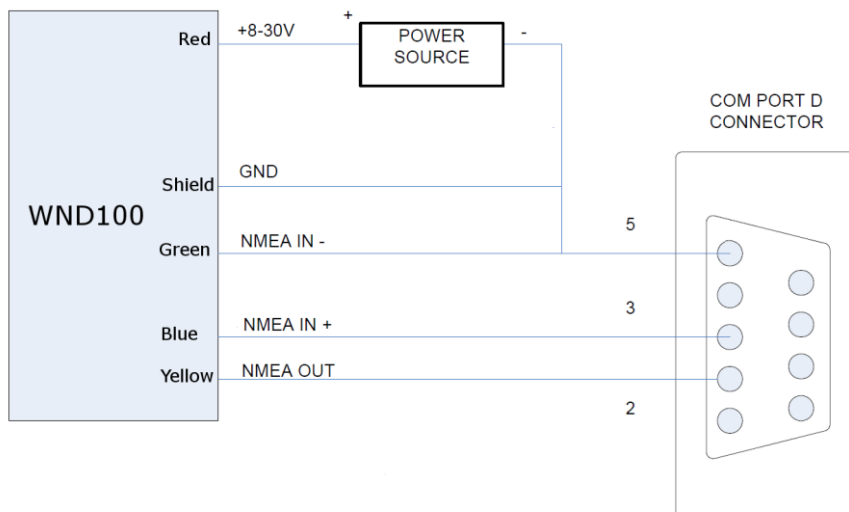 Red
+8-30V
+
POWER
SOURCE
-
COM PORT D
CONNECTOR
Shield
GND
WND100
5
Green
NMEA IN -
3
Blue
NMEA IN +
Yellow
NMEA OUT
2